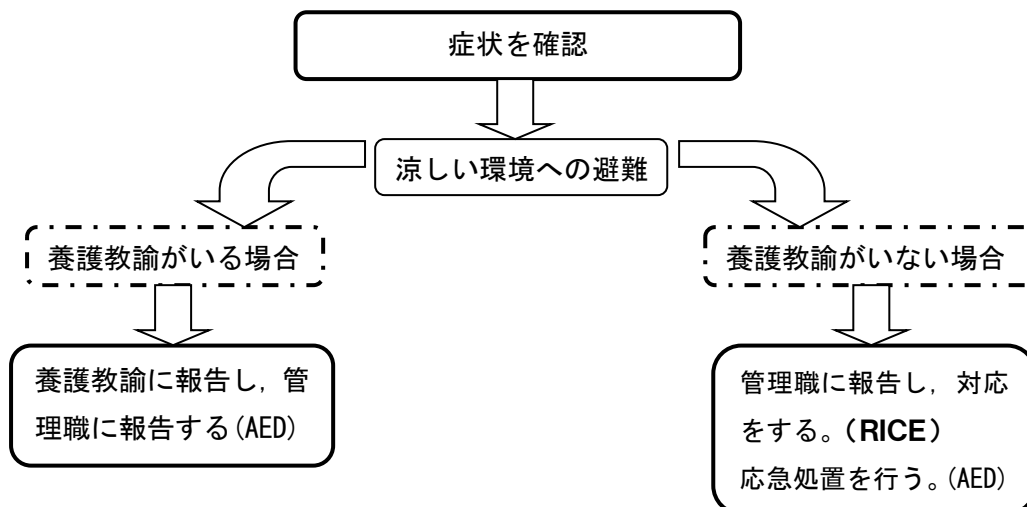 症状を確認
涼しい環境への避難
養護教諭がいる場合
養護教諭がいない場合
養護教諭に報告し，管
理職に報告する(AED)
管理職に報告し，対応
をする。（RICE）
応急処置を行う。(AED)